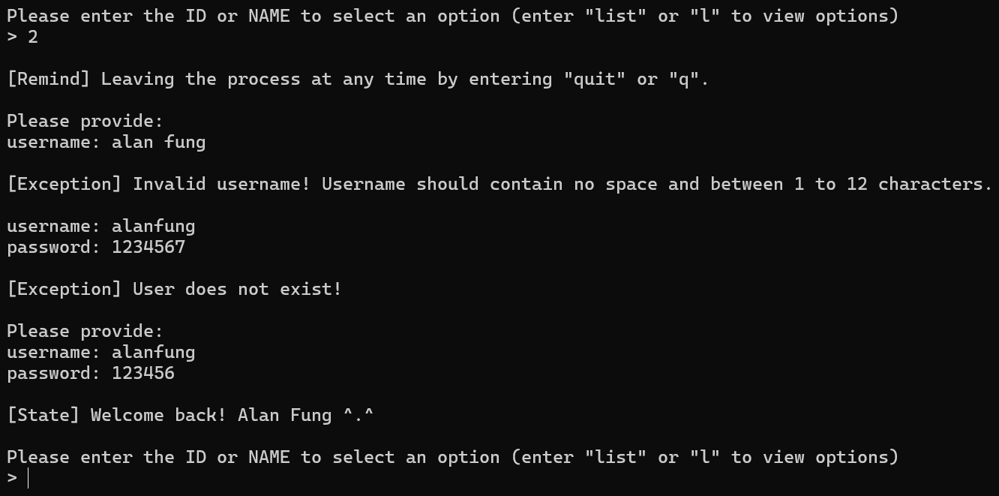 Please enter the ID or NAME to select an option (enter "list" or "l" to view options)
> 2
[Remind] Leaving the process at any time by entering "quit" or "q".
Please provide:
username: alan fung
[Exception] Invalid username! Username should contain no space and between 1 to 12 characters.
username: alanfung
password: 1234567
[Exception] User does not exist!
Please provide:
username: alanfung
password: 123456
[State] Welcome back! Alan Fung ^.^
Please enter the ID or NAME to select an option (enter "list" or "l" to view options)
>